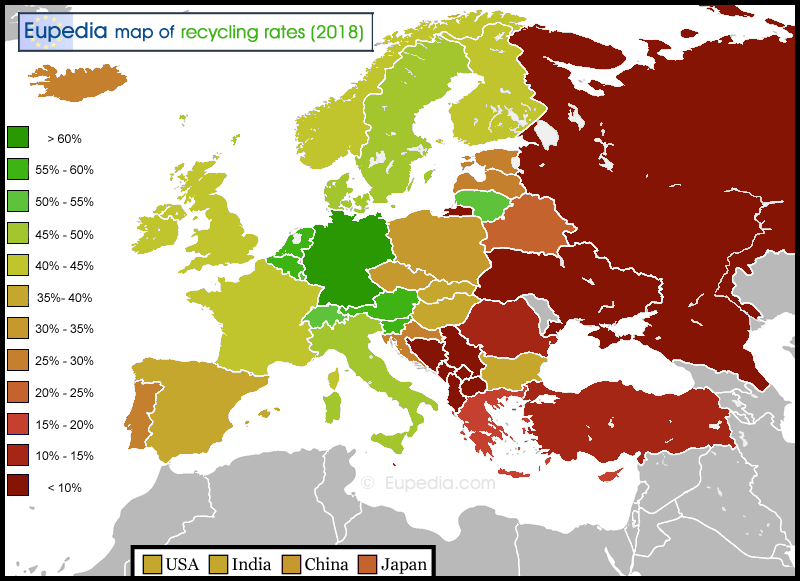 Eupedia map of recycling rates (2018)
> 60%
55% - 60%
50% - 55%
45% - 50%
40% - 45%
35%- 40%
30% - 35%
25% - 30%
20% - 25%
15% - 20%
10% - 15%
< 10%
© Eupedia.com
USA India China Japan